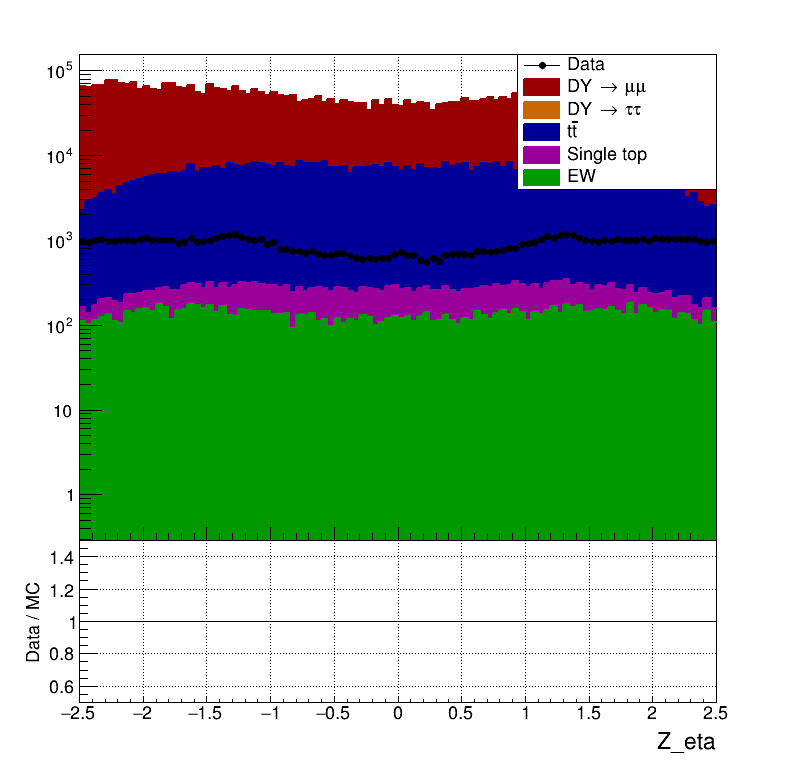 Data
DY → μμ
DY → ττ
tt̄
Single top
EW
10⁵
10⁴
10³
10²
10
1
1.4
1.2
1
0.8
0.6
Data / MC
−2.5 −2 −1.5 −1 −0.5 0 0.5 1 1.5 2 2.5
Z_eta